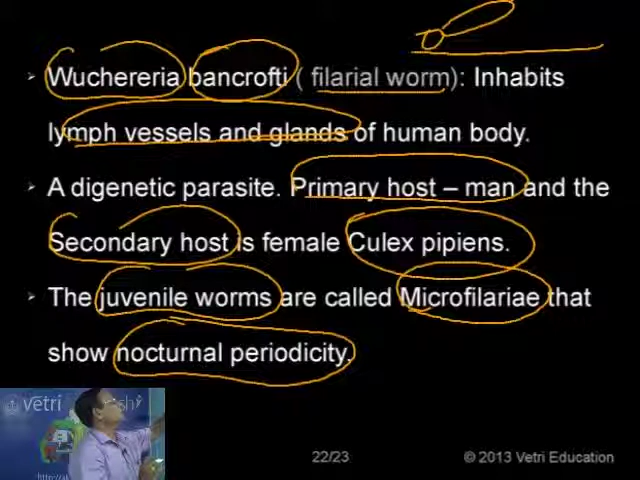 Wuchereria bancrofti ( filarial worm): Inhabits
lymph vessels and glands of human body.
A digenetic parasite. Primary host – man and the
Secondary host is female Culex pipiens.
The juvenile worms are called Microfilariae that
show nocturnal periodicity.
vetri
22/23 © 2013 Vetri Education